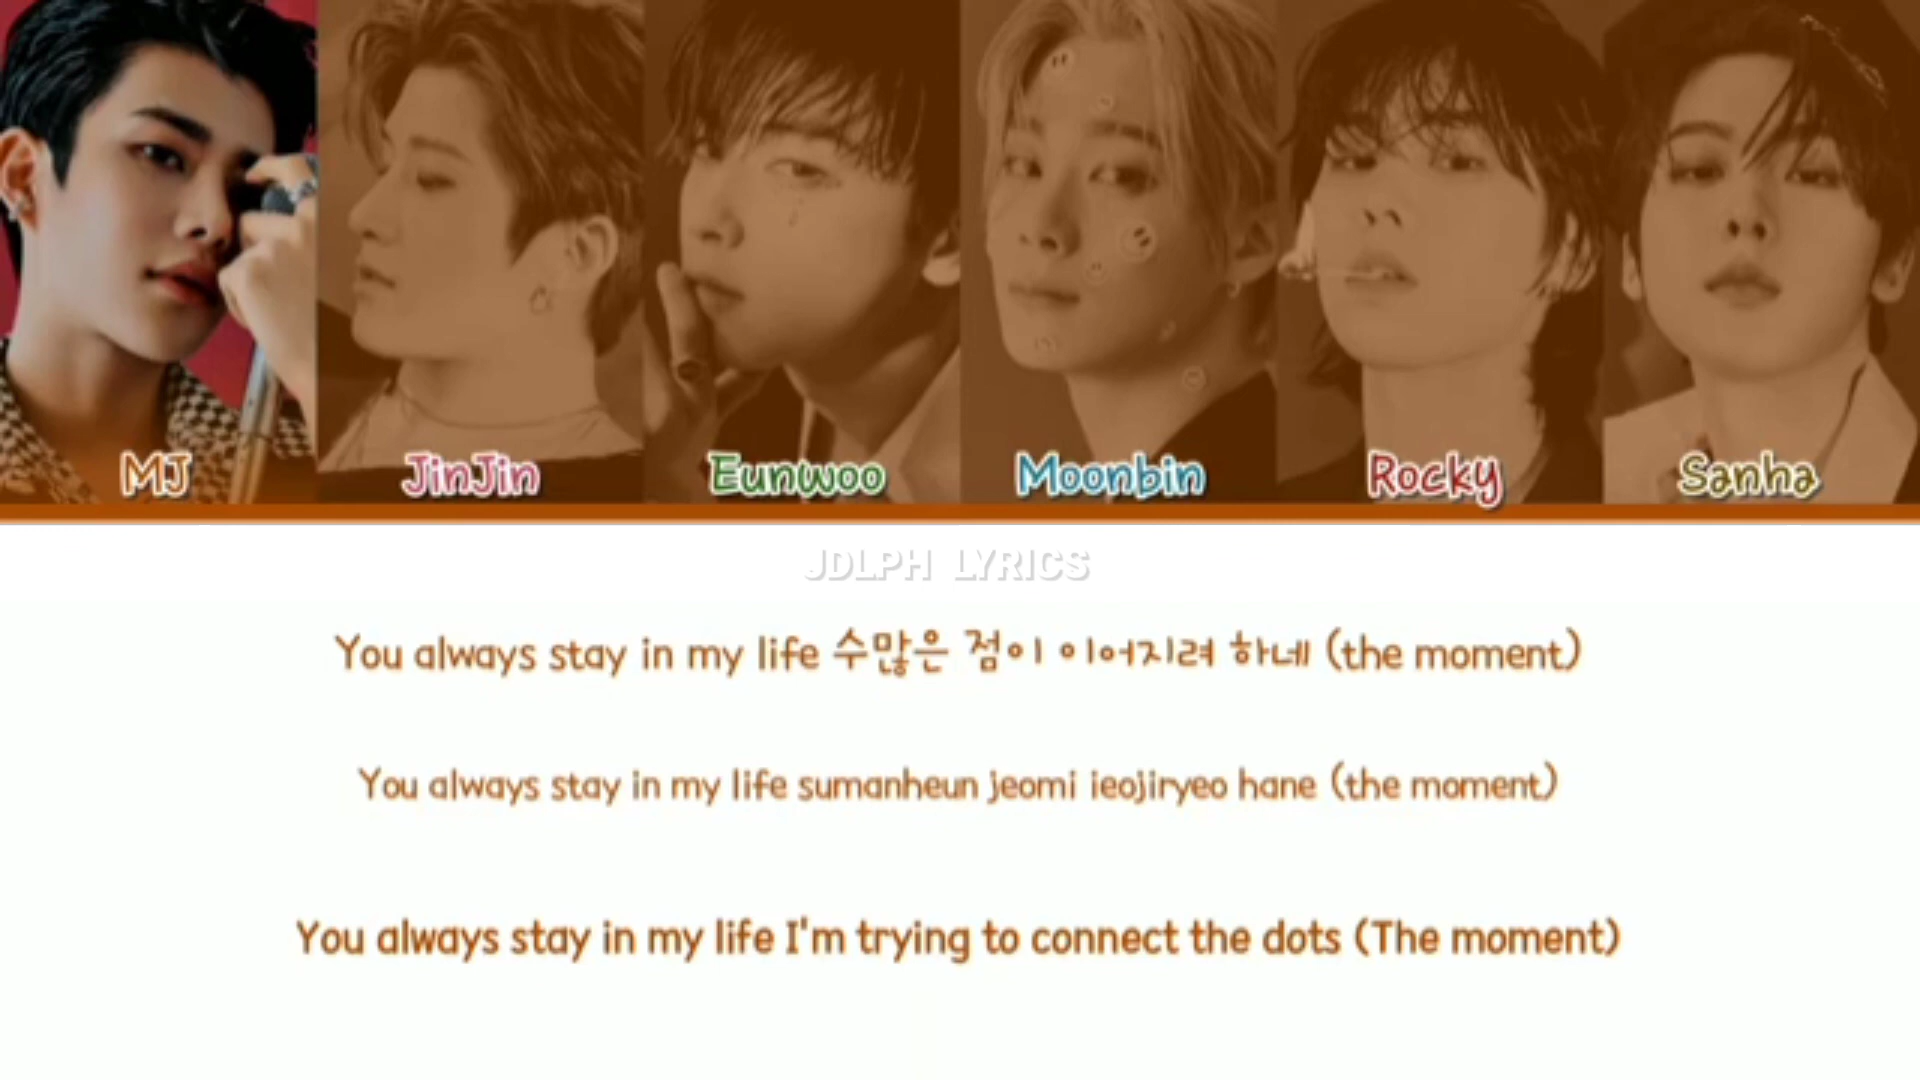 MJ JinJin Eunwoo Moonbin Rocky Sanha
JDLPH LYRICS
You always stay in my life 수많은 점이 이어지려 하네 (the moment)
You always stay in my life sumanheun jeomi ieojiryeo hane (the moment)
You always stay in my life I'm trying to connect the dots (The moment)